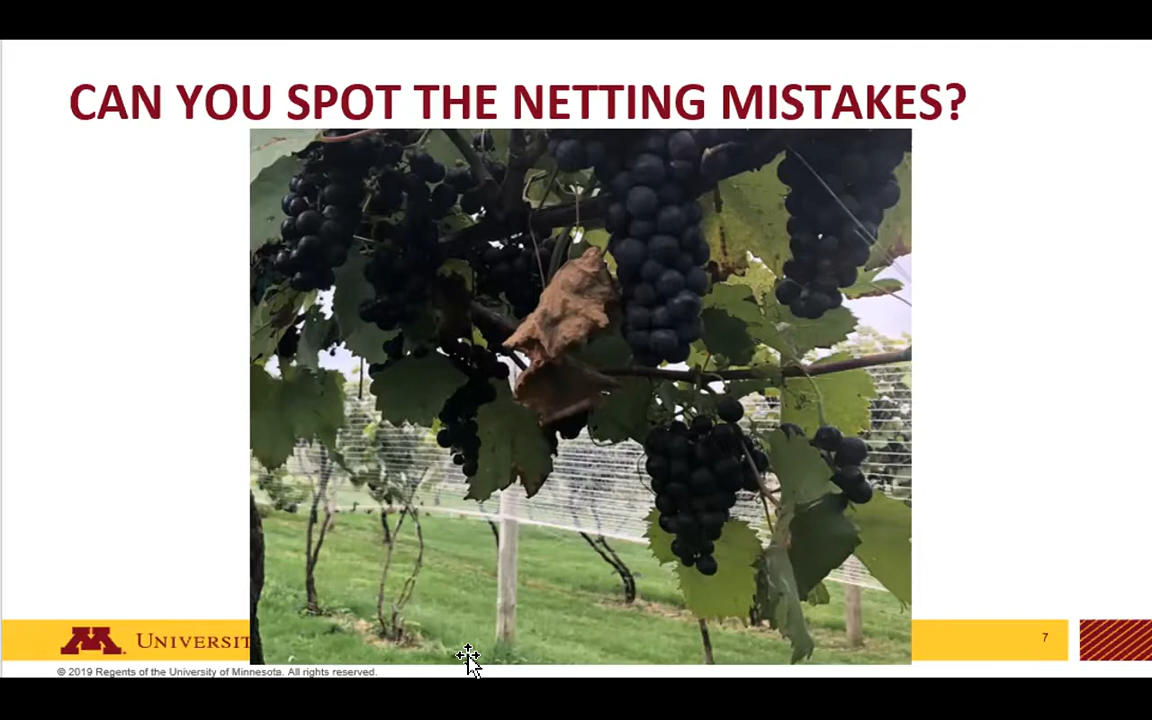 CAN YOU SPOT THE NETTING MISTAKES?
M. UNIVERSIT
7
© 2019 Regents of the University of Minnesota. All rights reserved.